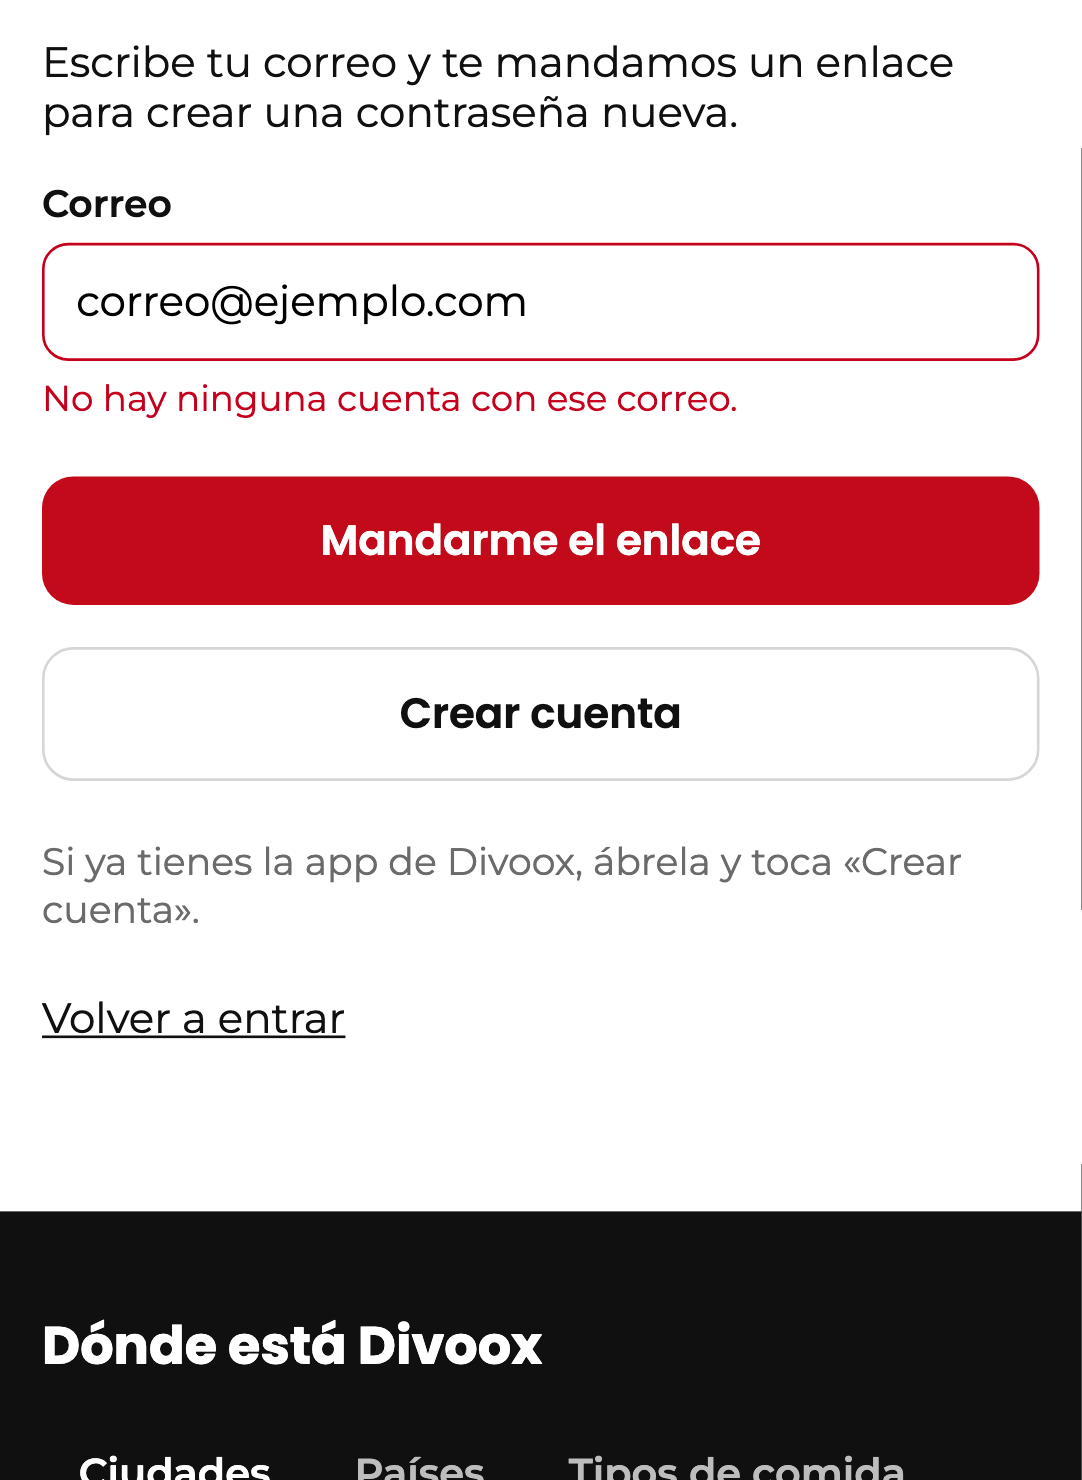 Escribe tu correo y te mandamos un enlace
para crear una contraseña nueva.
Correo
correo@ejemplo.com
No hay ninguna cuenta con ese correo.
Mandarme el enlace
Crear cuenta
Si ya tienes la app de Divoox, ábrela y toca «Crear
cuenta».
Volver a entrar
Dónde está Divoox
Ciudades Países Tipos de comida